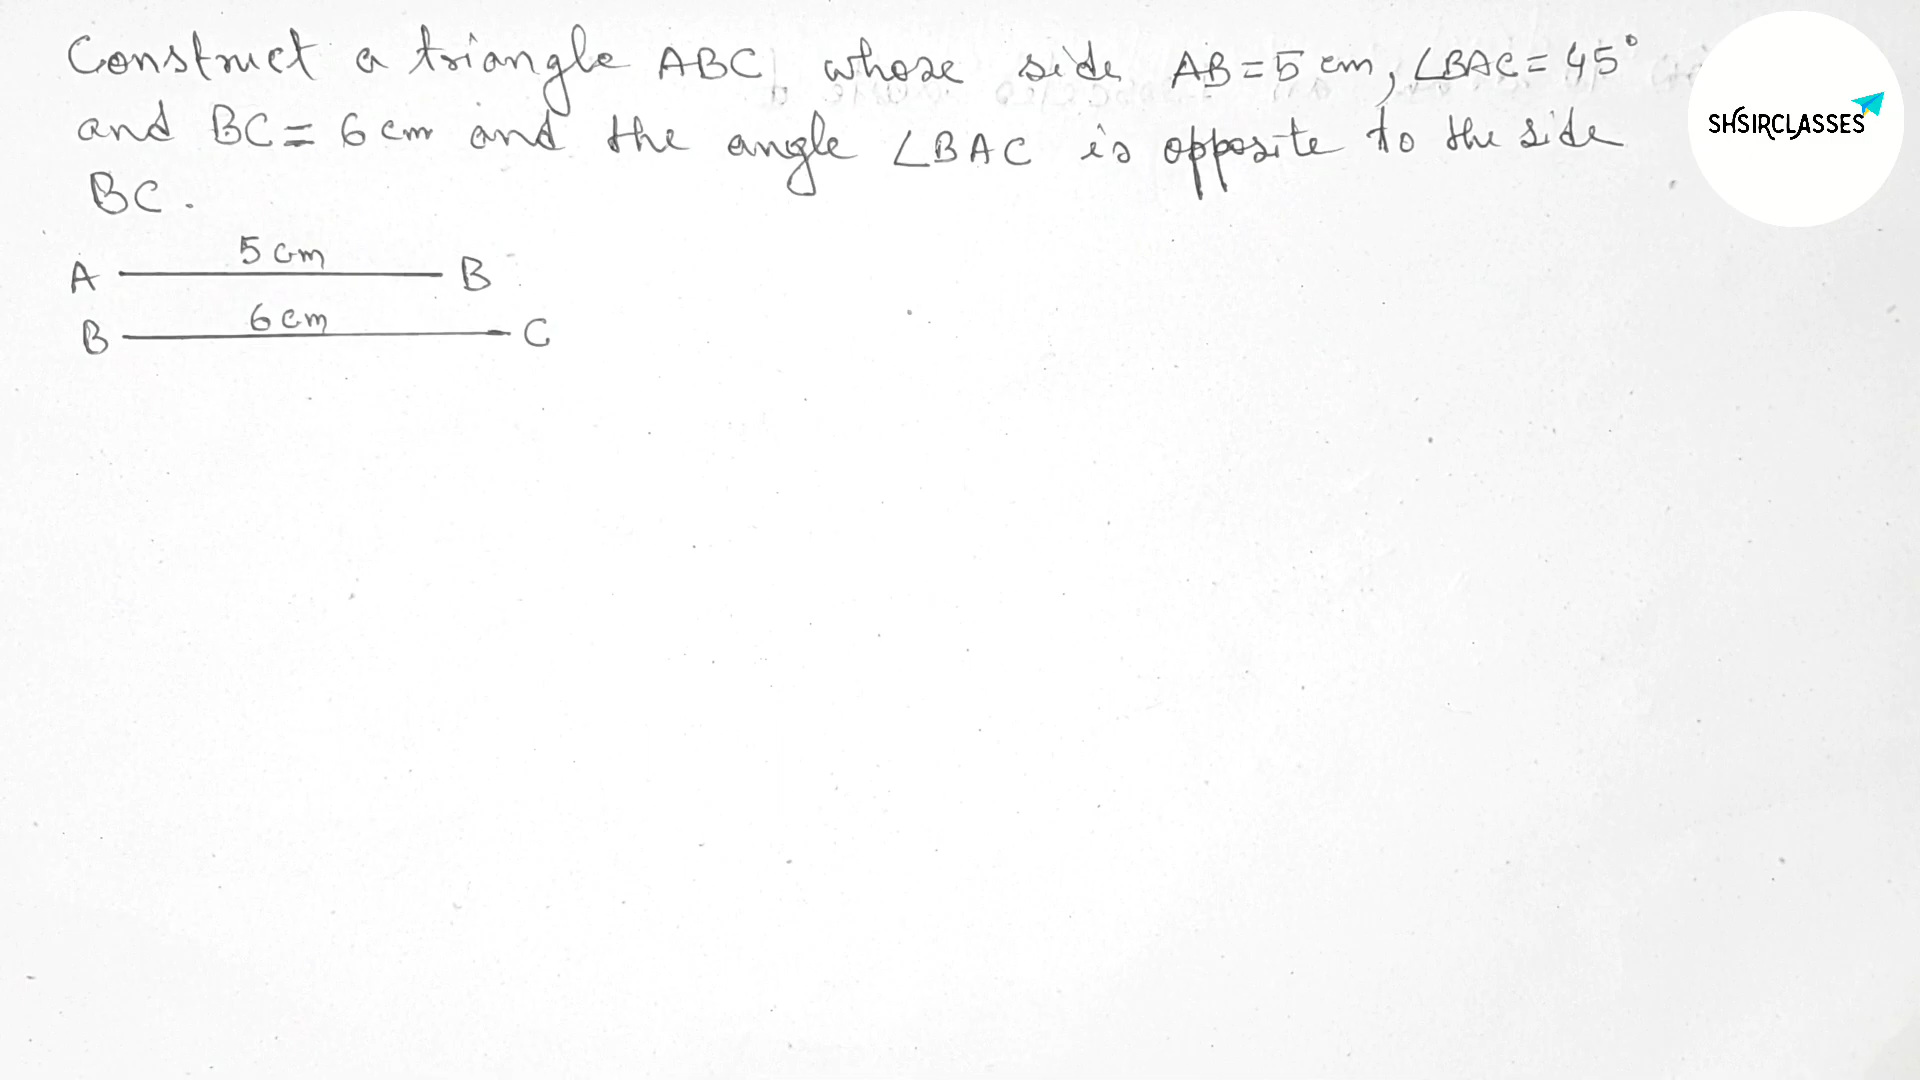 Construct a triangle ABC whose side AB = 5 cm, ∠BAC = 45°
and BC = 6 cm and the angle ∠BAC is opposite to the side
BC.
5 cm
A B
6 cm
B C
SHSIRCLASSES